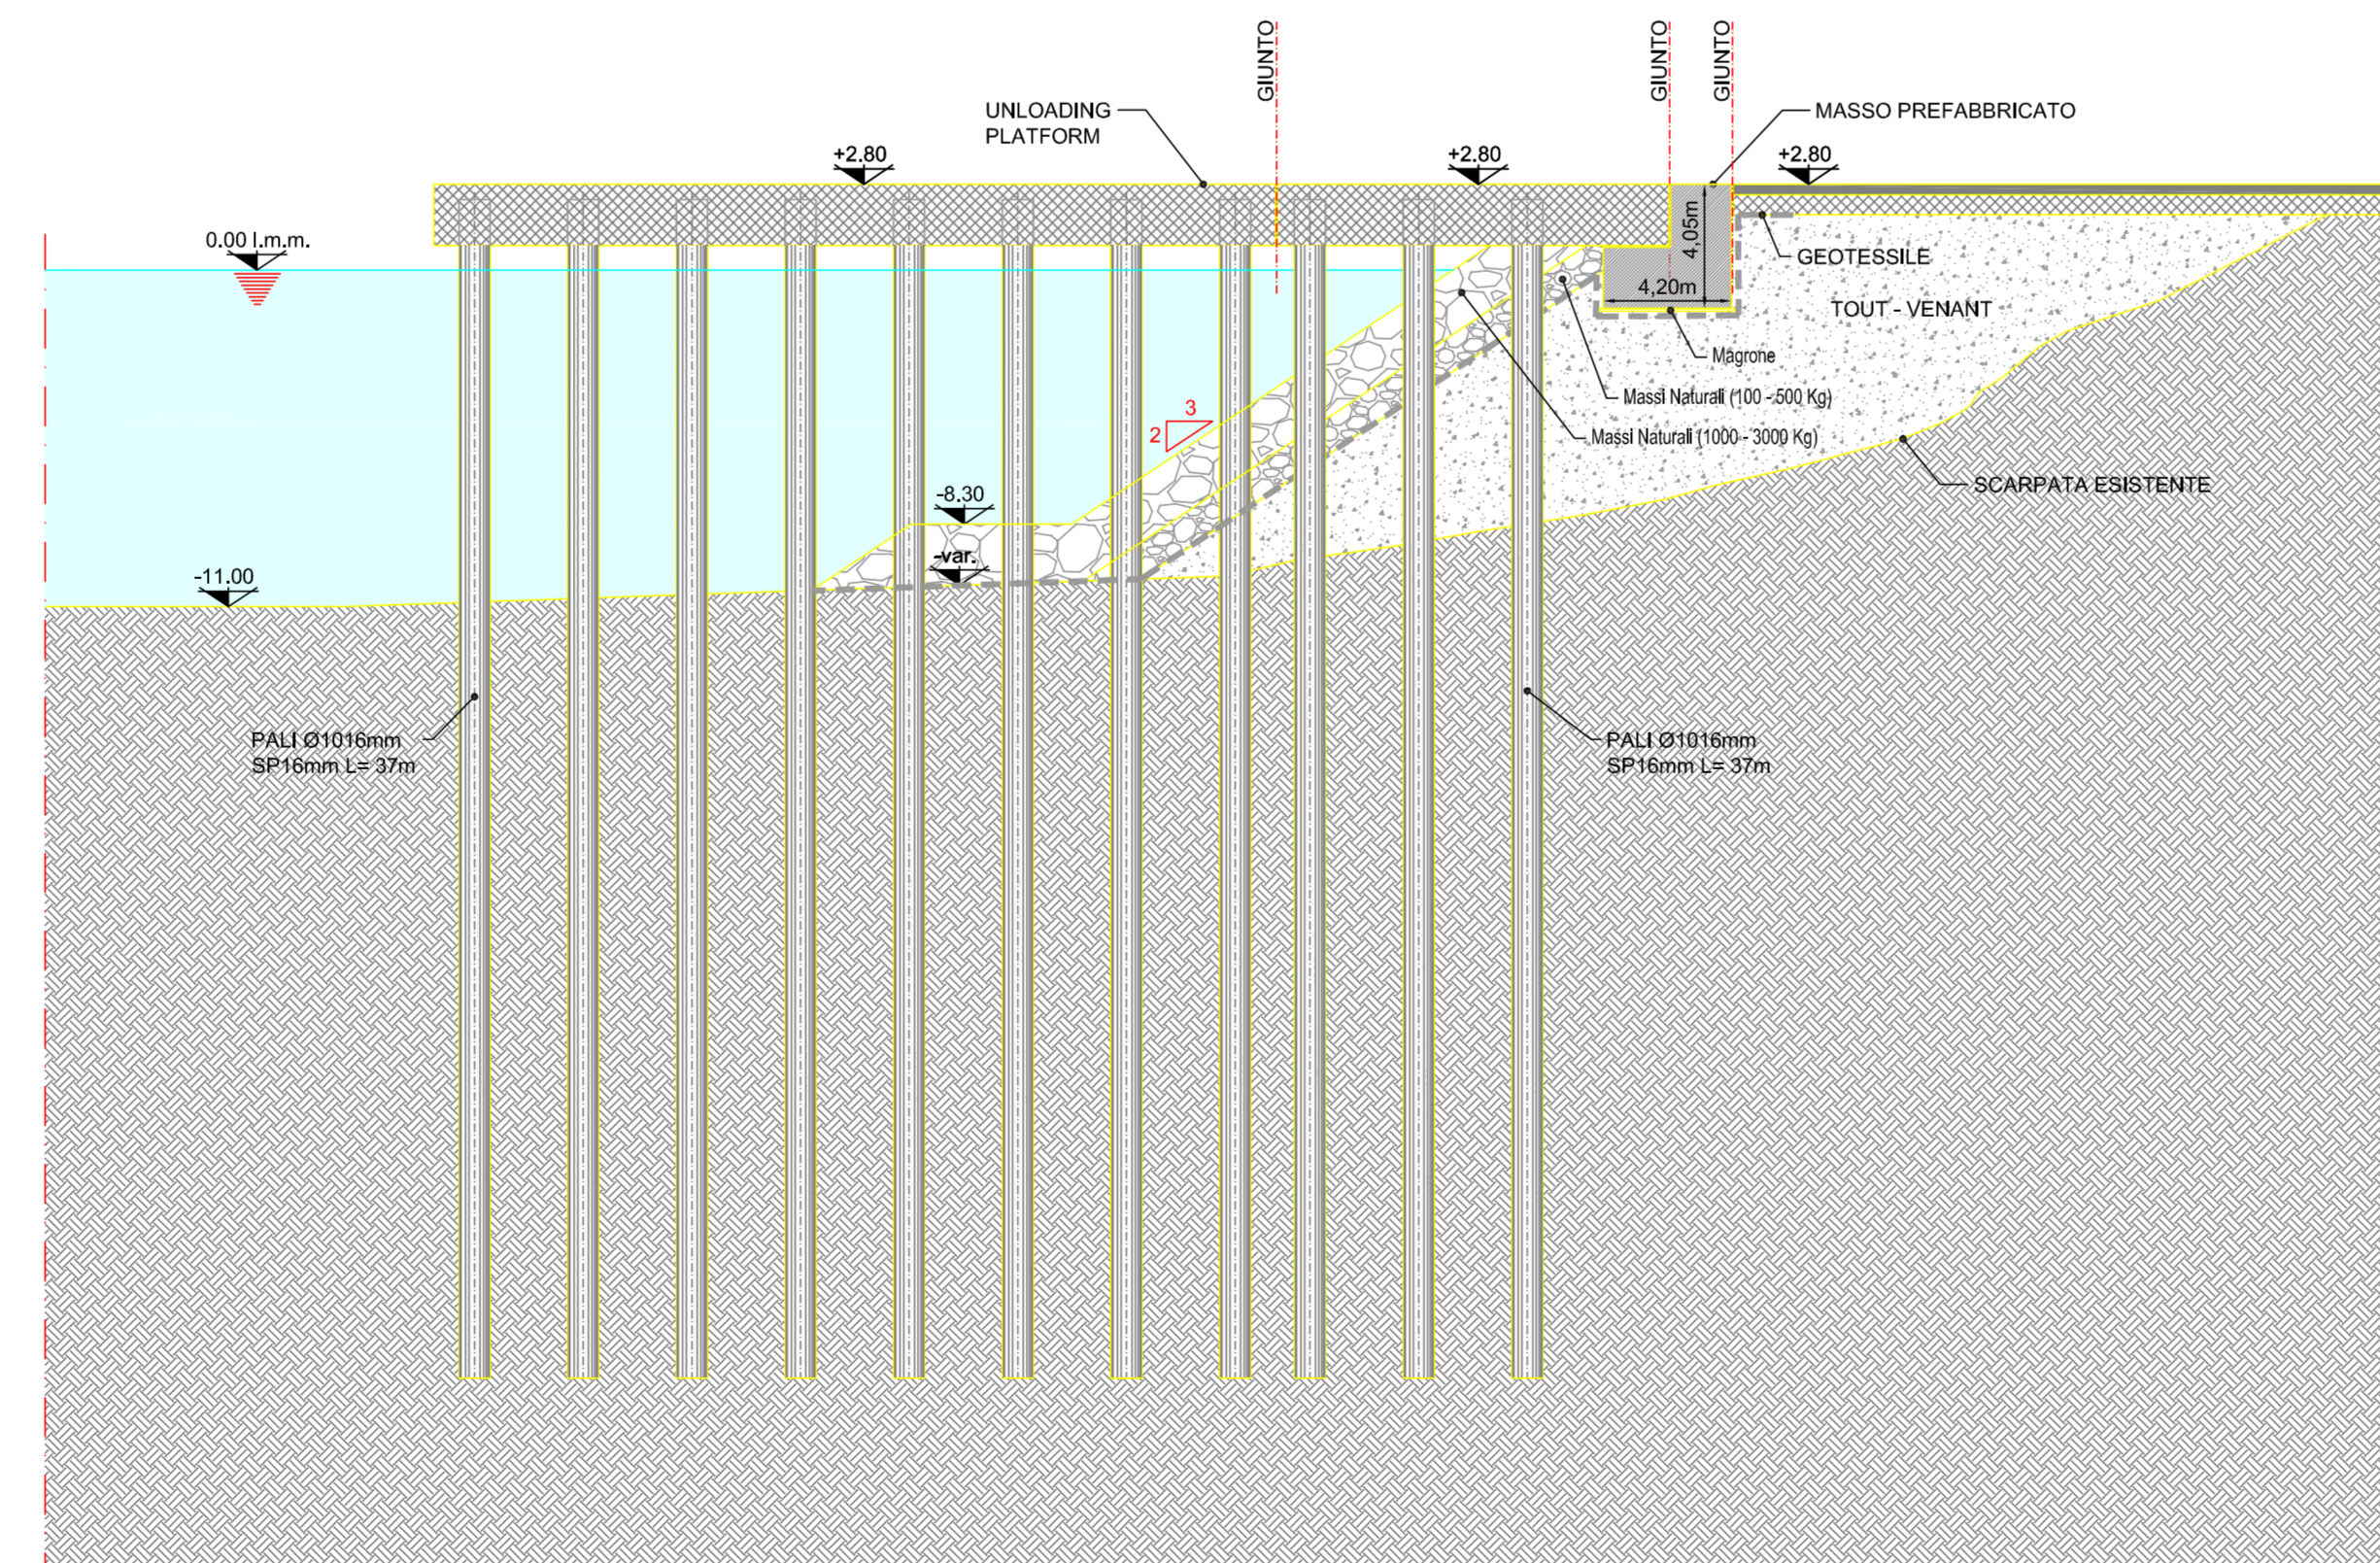 GIUNTO
GIUNTO
GIUNTO
UNLOADING
PLATFORM
MASSO PREFABBRICATO
+2.80
+2.80
+2.80
0.00 l.m.m.
4,05m
GEOTESSILE
4,20m
TOUT - VENANT
Magrone
Massi Naturali (100 - 500 Kg)
3
2
Massi Naturali (1000 - 3000 Kg)
SCARPATA ESISTENTE
-8.30
-var.
-11.00
PALI Ø1016mm
SP16mm L= 37m
PALI Ø1016mm
SP16mm L= 37m